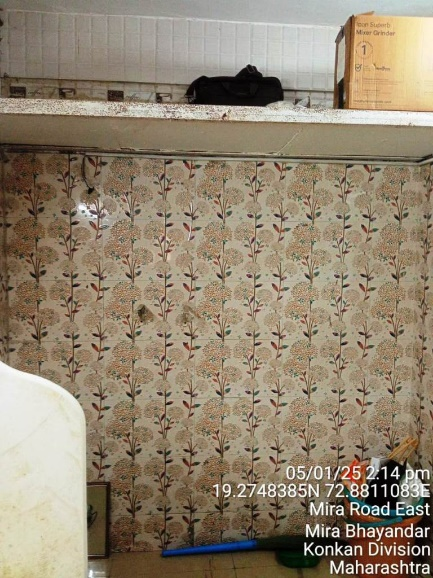 Mixer Grinder
1
05/01/25 2:14 pm
19.2748385N 72.8811083E
Mira Road East
Mira Bhayandar
Konkan Division
Maharashtra